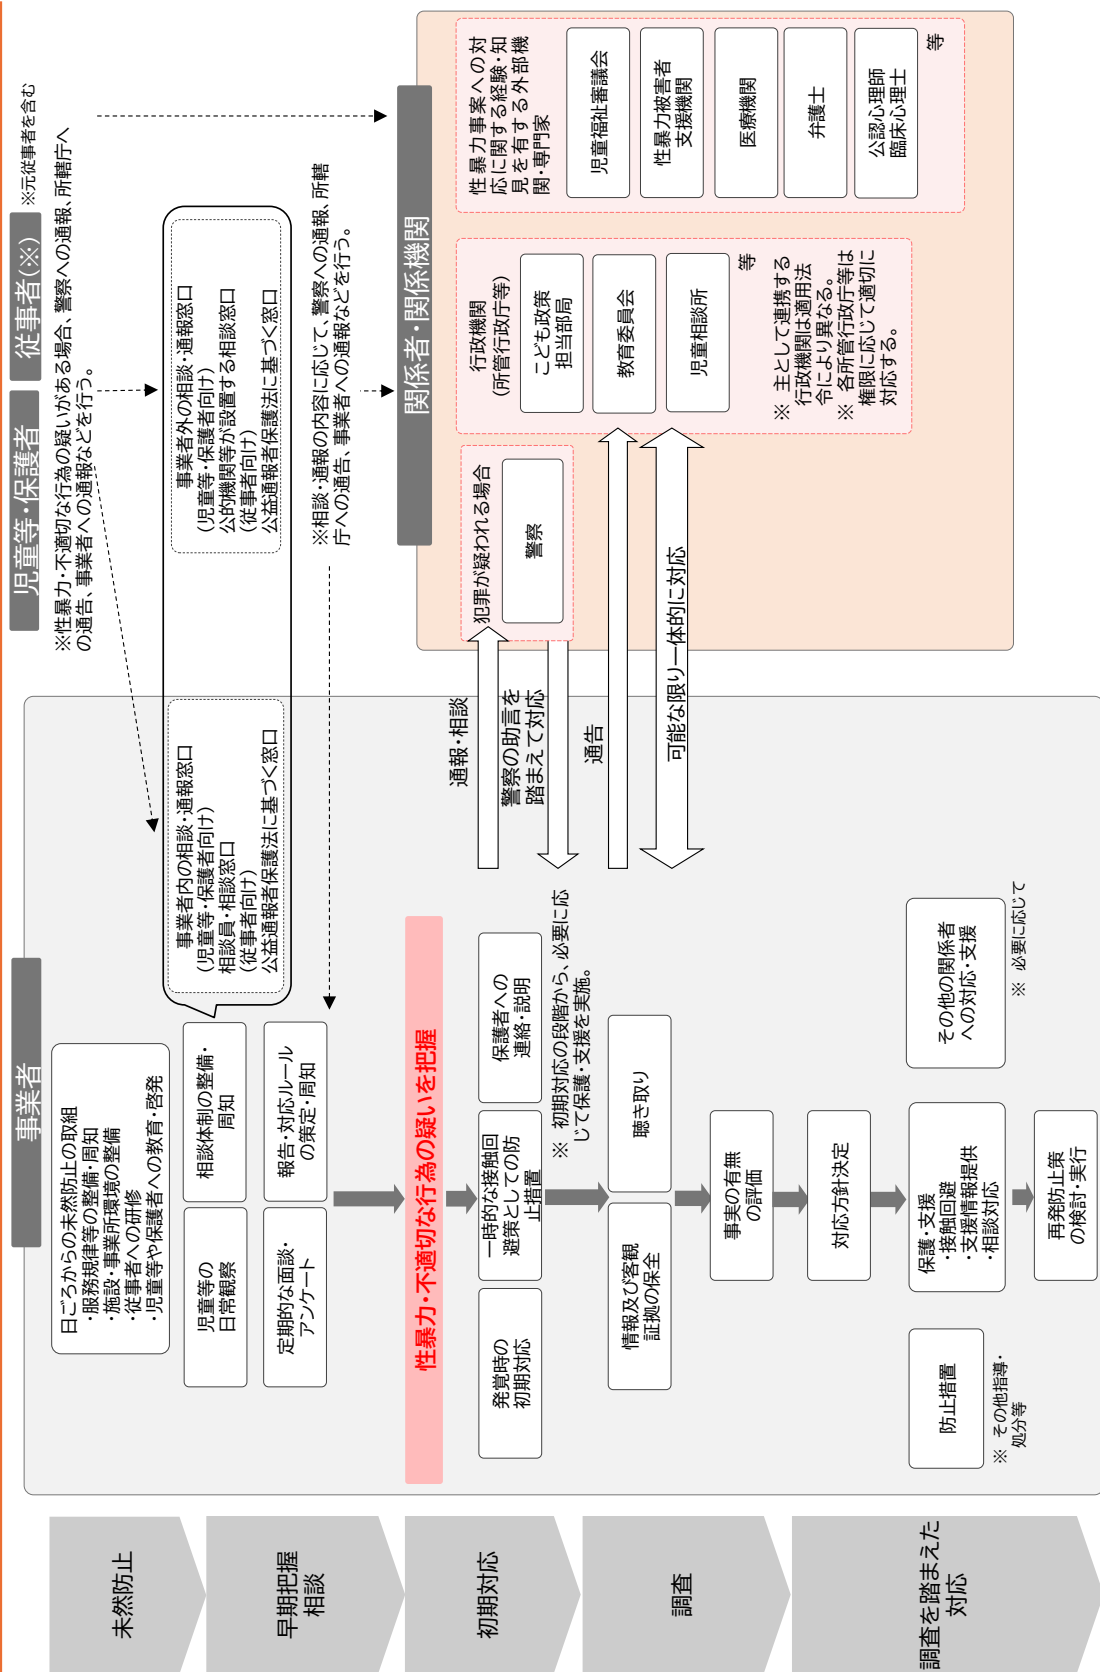 未然防止
早期把握
相談
初期対応
調査
調査を踏まえた
対応
事業者
日ごろからの未然防止の取組
・服務規律等の整備・周知
・施設・事業所環境の整備
・従事者への研修
・児童等や保護者への教育・啓発
児童等の
日常観察
相談体制の整備・
周知
定期的な面談・
アンケート
報告・対応ルール
の策定・周知
性暴力・不適切な行為の疑いを把握
発覚時の
初期対応
一時的な接触回
避策としての防
止措置
保護者への
連絡・説明
※ 初期対応の段階から、必要に応
じて保護・支援を実施。
情報及び客観
証拠の保全
聴き取り
事実の有無
の評価
対応方針決定
防止措置
※ その他指導・
処分等
保護・支援
・接触回避
・支援情報提供
・相談対応
その他の関係者
への対応・支援
※ 必要に応じて
再発防止策
の検討・実行
児童等・保護者
従事者(※)
※元従事者を含む
※性暴力・不適切な行為の疑いがある場合、警察への通報、所轄庁へ
の通告、事業者への通報などを行う。
事業者内の相談・通報窓口
(児童等・保護者向け)
相談員・相談窓口
(従事者向け)
公益通報者保護法に基づく窓口
事業者外の相談・通報窓口
(児童等・保護者向け)
公的機関等が設置する相談窓口
(従事者向け)
公益通報者保護法に基づく窓口
※相談・通報の内容に応じて、警察への通報、所轄
庁への通告、事業者への通報などを行う。
通報・相談
警察の助言を
踏まえて対応
通告
可能な限り一体的に対応
関係者・関係機関
犯罪が疑われる場合
警察
行政機関
(所管行政庁等)
こども政策
担当部局
教育委員会
児童相談所
等
※ 主として連携する
行政機関は適用法
令により異なる。
※ 各所管行政庁等は
権限に応じて適切に
対応する。
性暴力事案への対
応に関する経験・知
見を有する外部機
関・専門家
児童福祉審議会
性暴力被害者
支援機関
医療機関
弁護士
公認心理師
臨床心理士
等